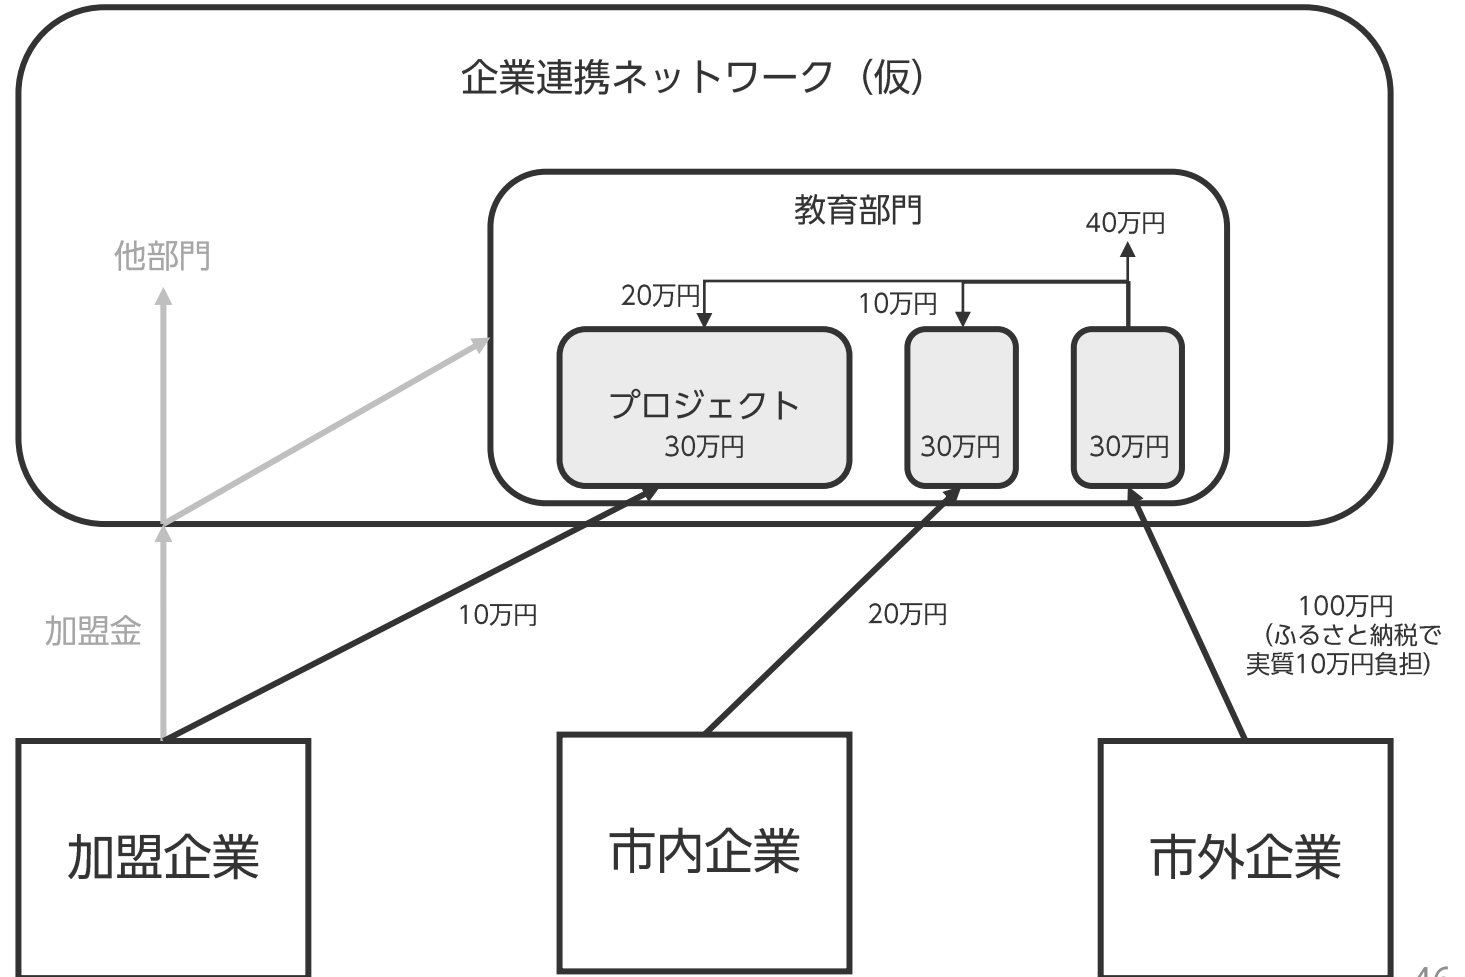 企業連携ネットワーク（仮）
教育部門
40万円
他部門
20万円
10万円
プロジェクト
30万円
30万円
30万円
10万円
20万円
100万円
（ふるさと納税で
実質10万円負担）
加盟金
加盟企業
市内企業
市外企業